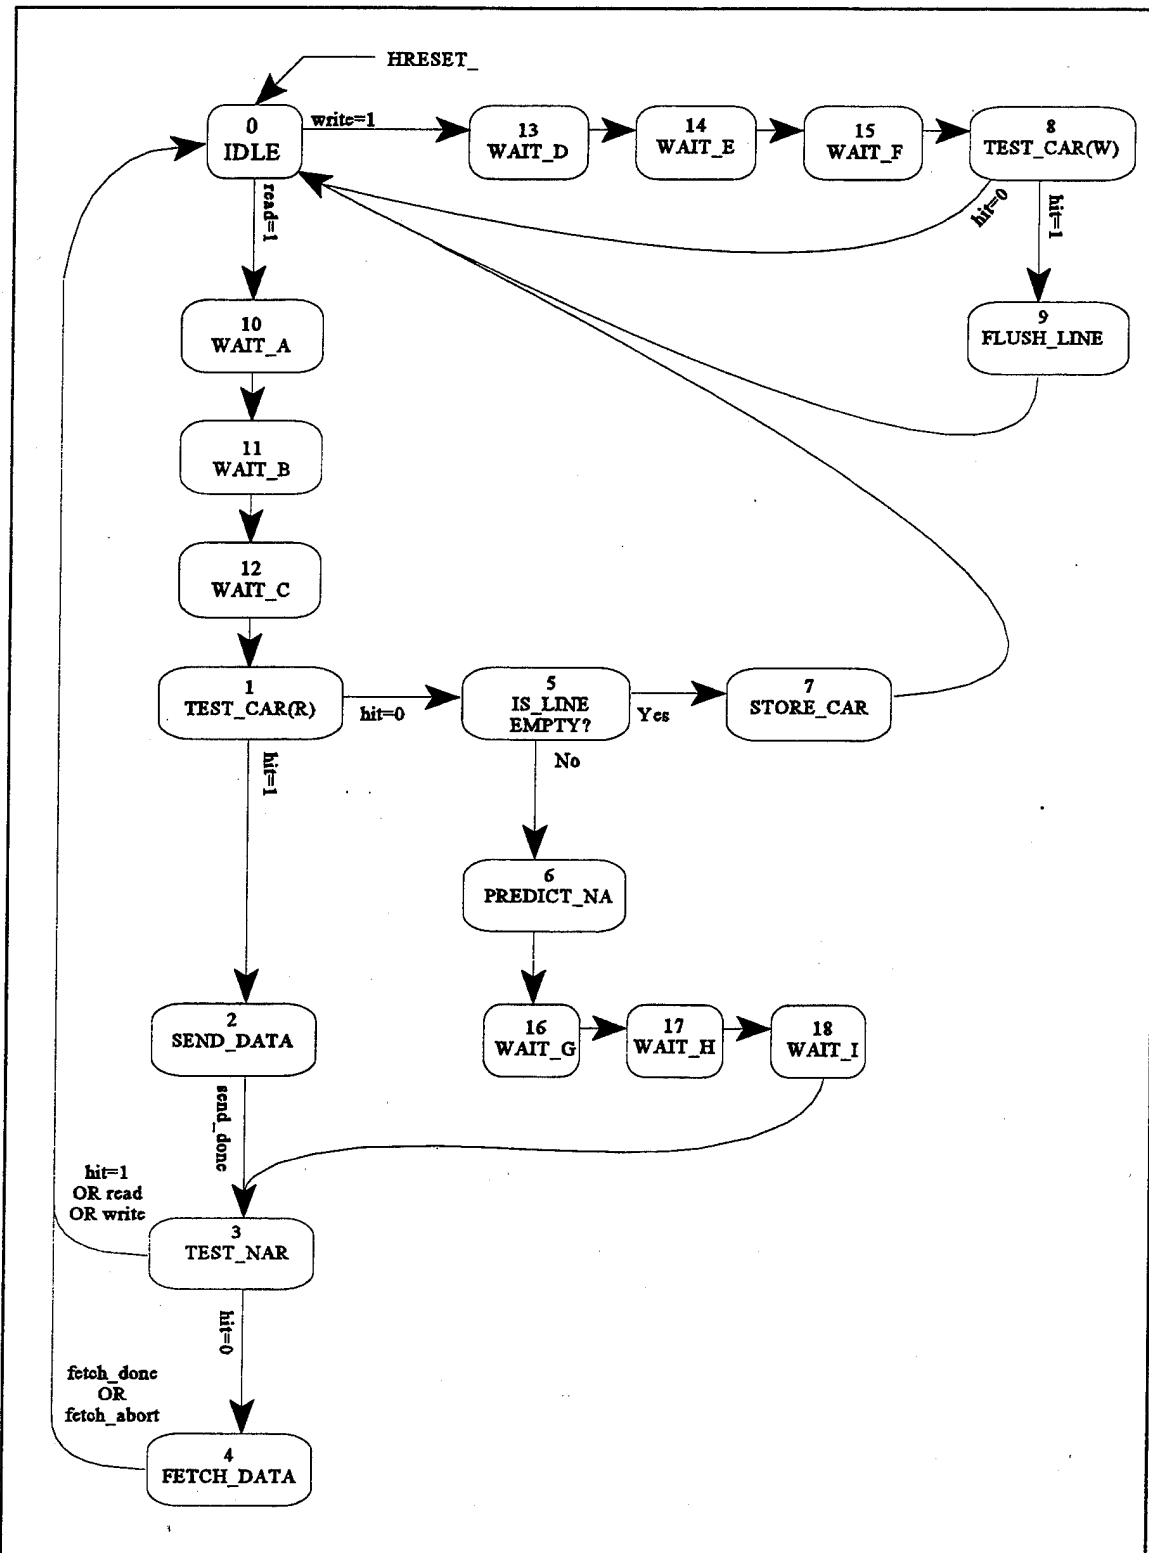 HRESET_
0
IDLE
write=1
13
WAIT_D
14
WAIT_E
15
WAIT_F
8
TEST_CAR(W)
read=1
hit=0
hit=1
10
WAIT_A
9
FLUSH_LINE
11
WAIT_B
12
WAIT_C
1
TEST_CAR(R)
hit=0
5
IS_LINE
EMPTY?
Yes
7
STORE_CAR
hit=1
No
6
PREDICT_NA
2
SEND_DATA
16
WAIT_G
17
WAIT_H
18
WAIT_I
send_done
hit=1
OR read
OR write
3
TEST_NAR
hit=0
fetch_done
OR
fetch_abort
4
FETCH_DATA